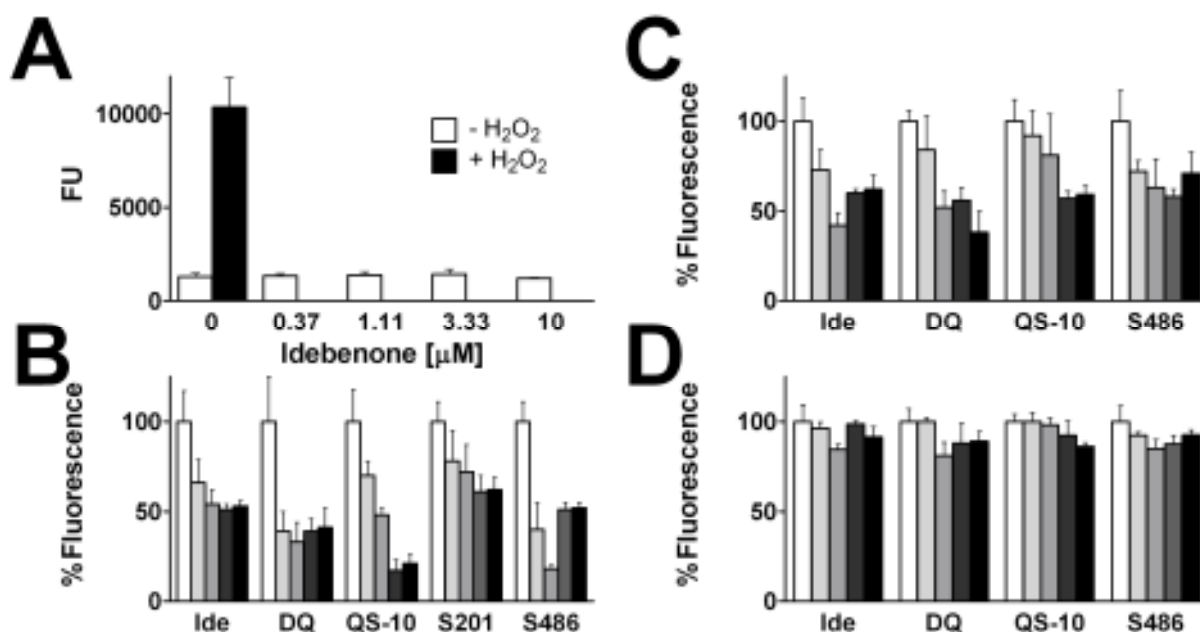 A
FU
10000
5000
0
- H₂O₂
+ H₂O₂
0 0.37 1.11 3.33 10
Idebenone [µM]
B
% Fluorescence
100
50
0
Ide DQ QS-10 S201 S486
C
% Fluorescence
100
50
0
Ide DQ QS-10 S486
D
% Fluorescence
100
50
0
Ide DQ QS-10 S486